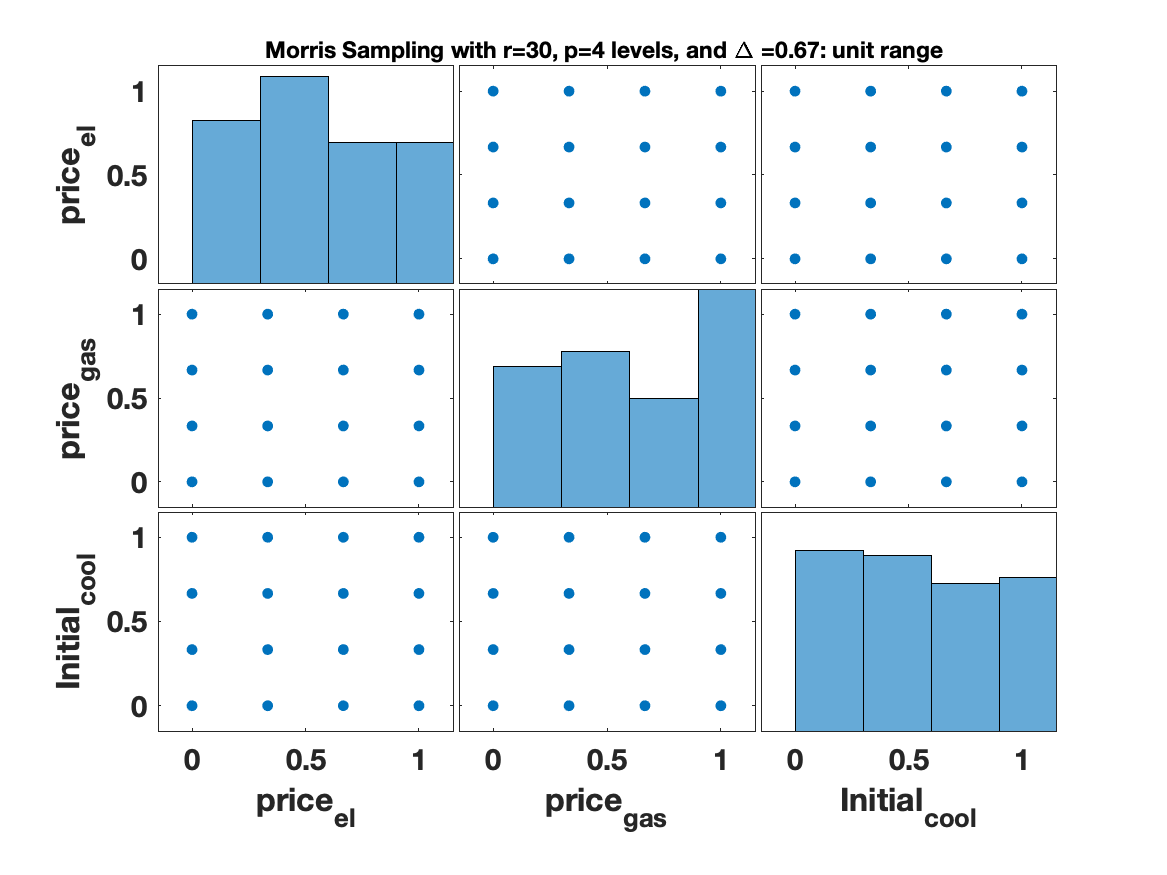 Morris Sampling with r=30, p=4 levels, and Δ =0.67: unit range
1
price_el
0.5
0
1
price_gas
0.5
0
1
Initial_cool
0.5
0
0 0.5 1 0 0.5 1 0 0.5 1
price_el price_gas Initial_cool